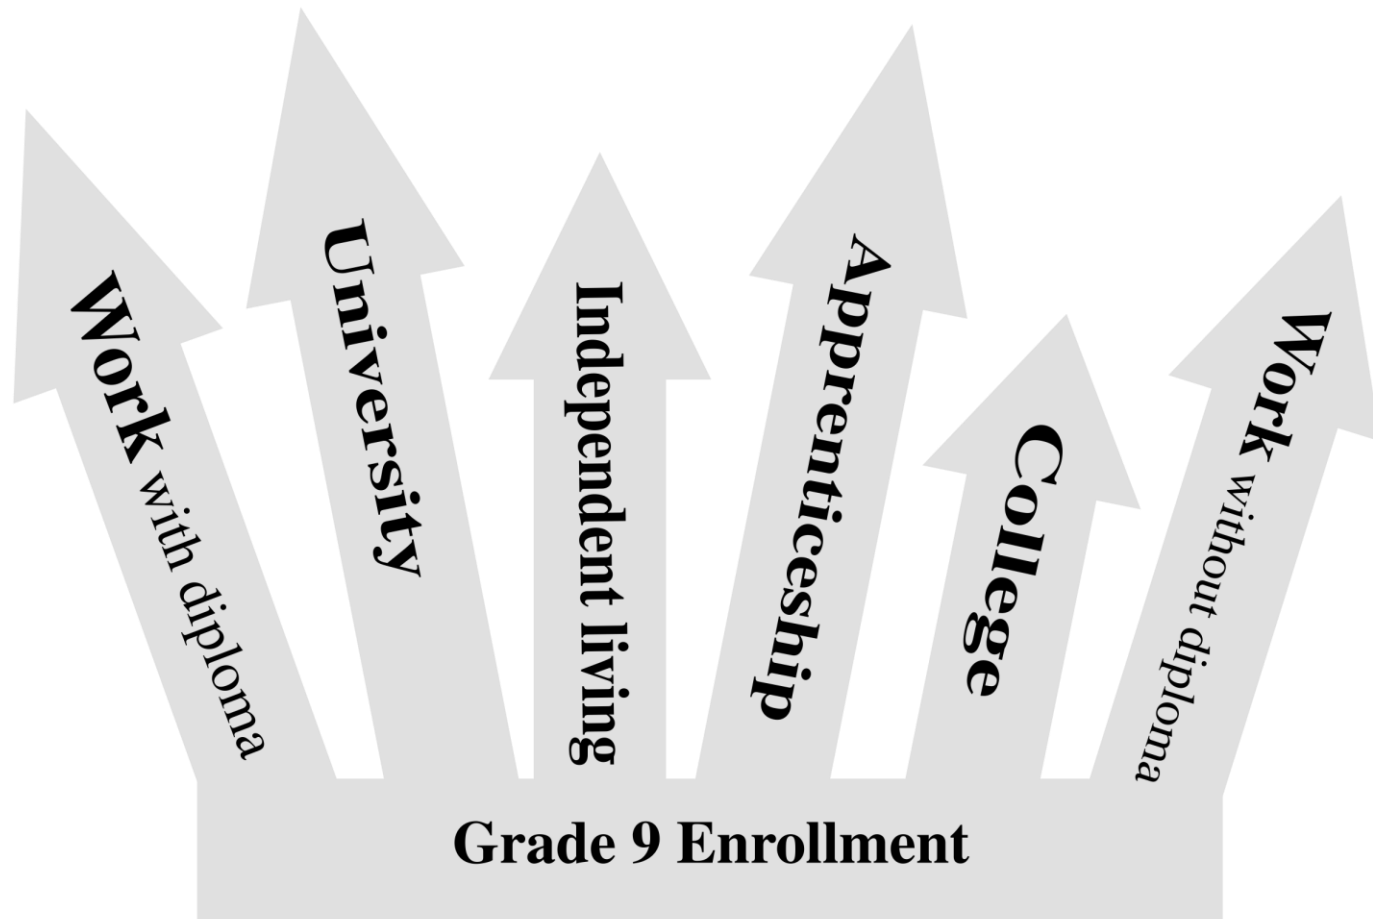 Work with diploma
University
Independent living
Apprenticeship
College
Work without diploma
Grade 9 Enrollment